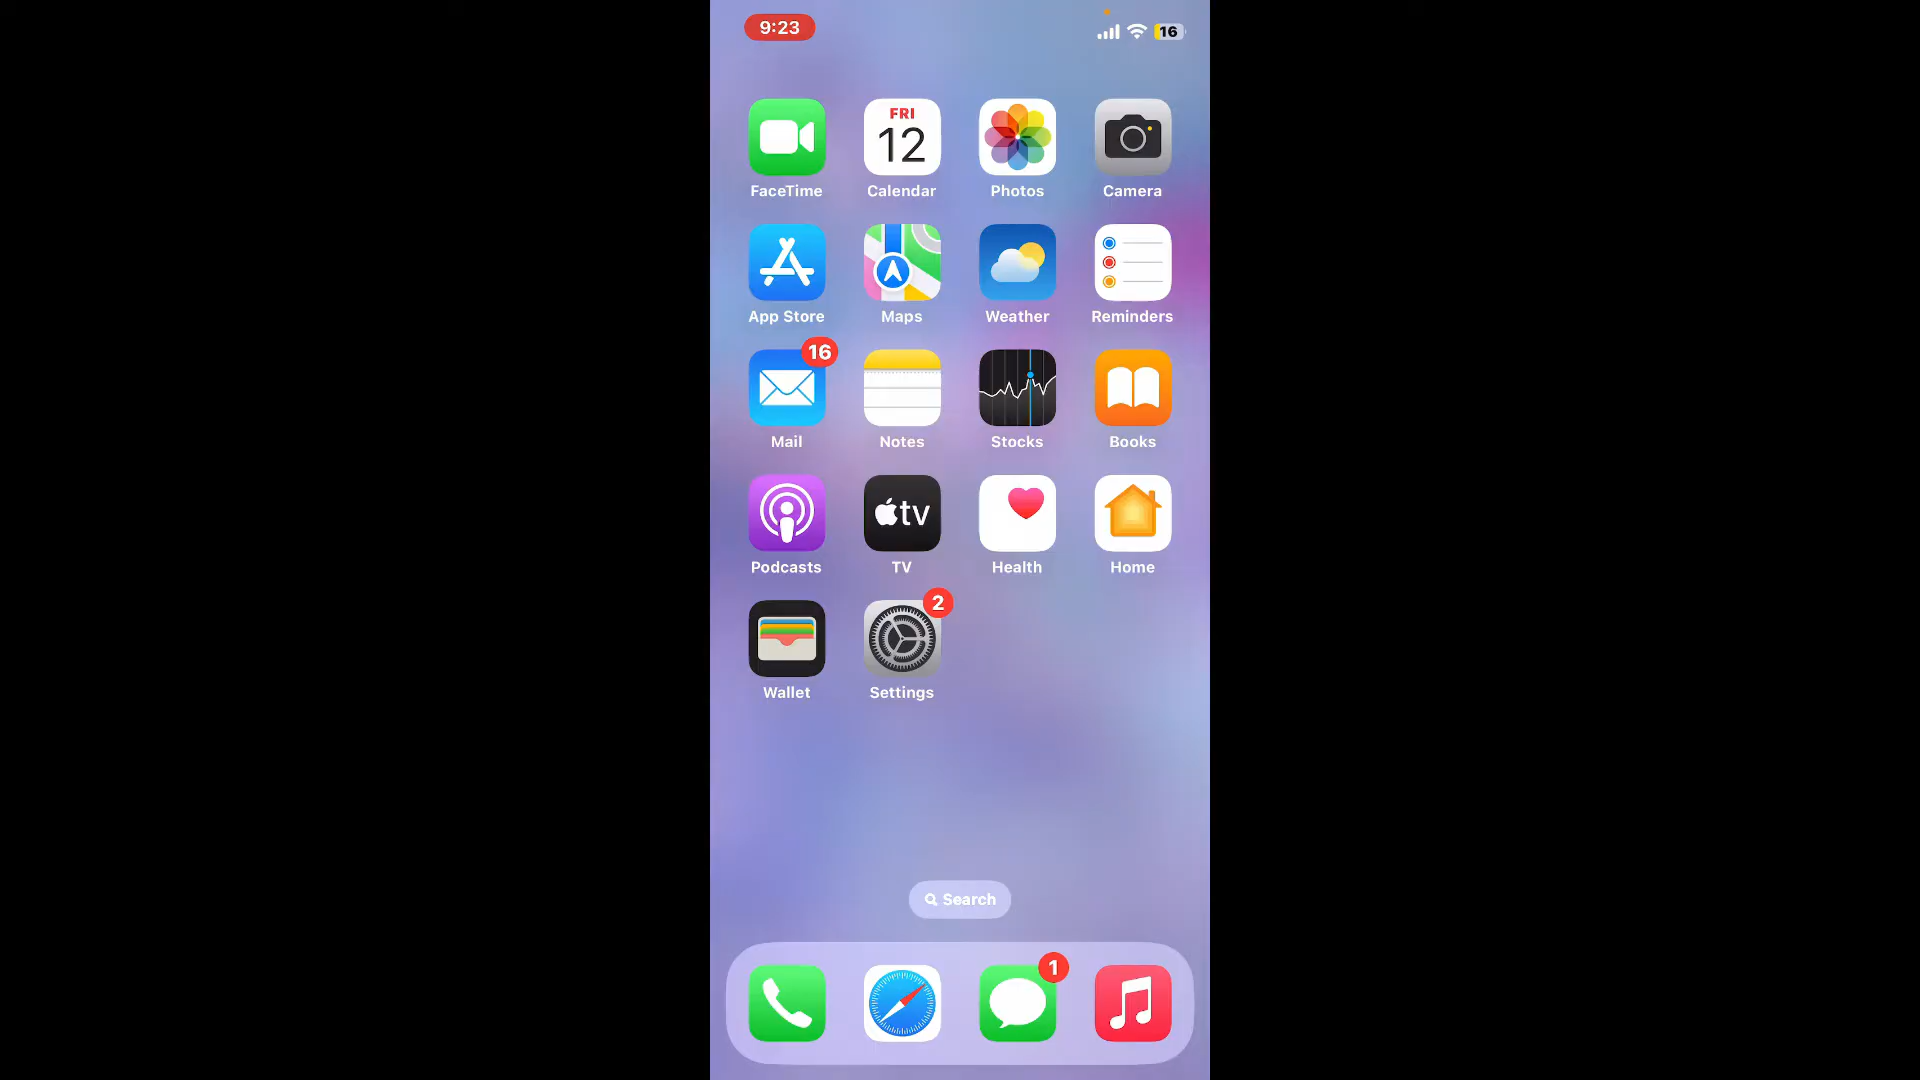 9:23
16
FRI
12
FaceTime Calendar Photos Camera
App Store Maps Weather Reminders
16
Mail Notes Stocks Books
tv
Podcasts TV Health Home
2
Wallet Settings
Search
1